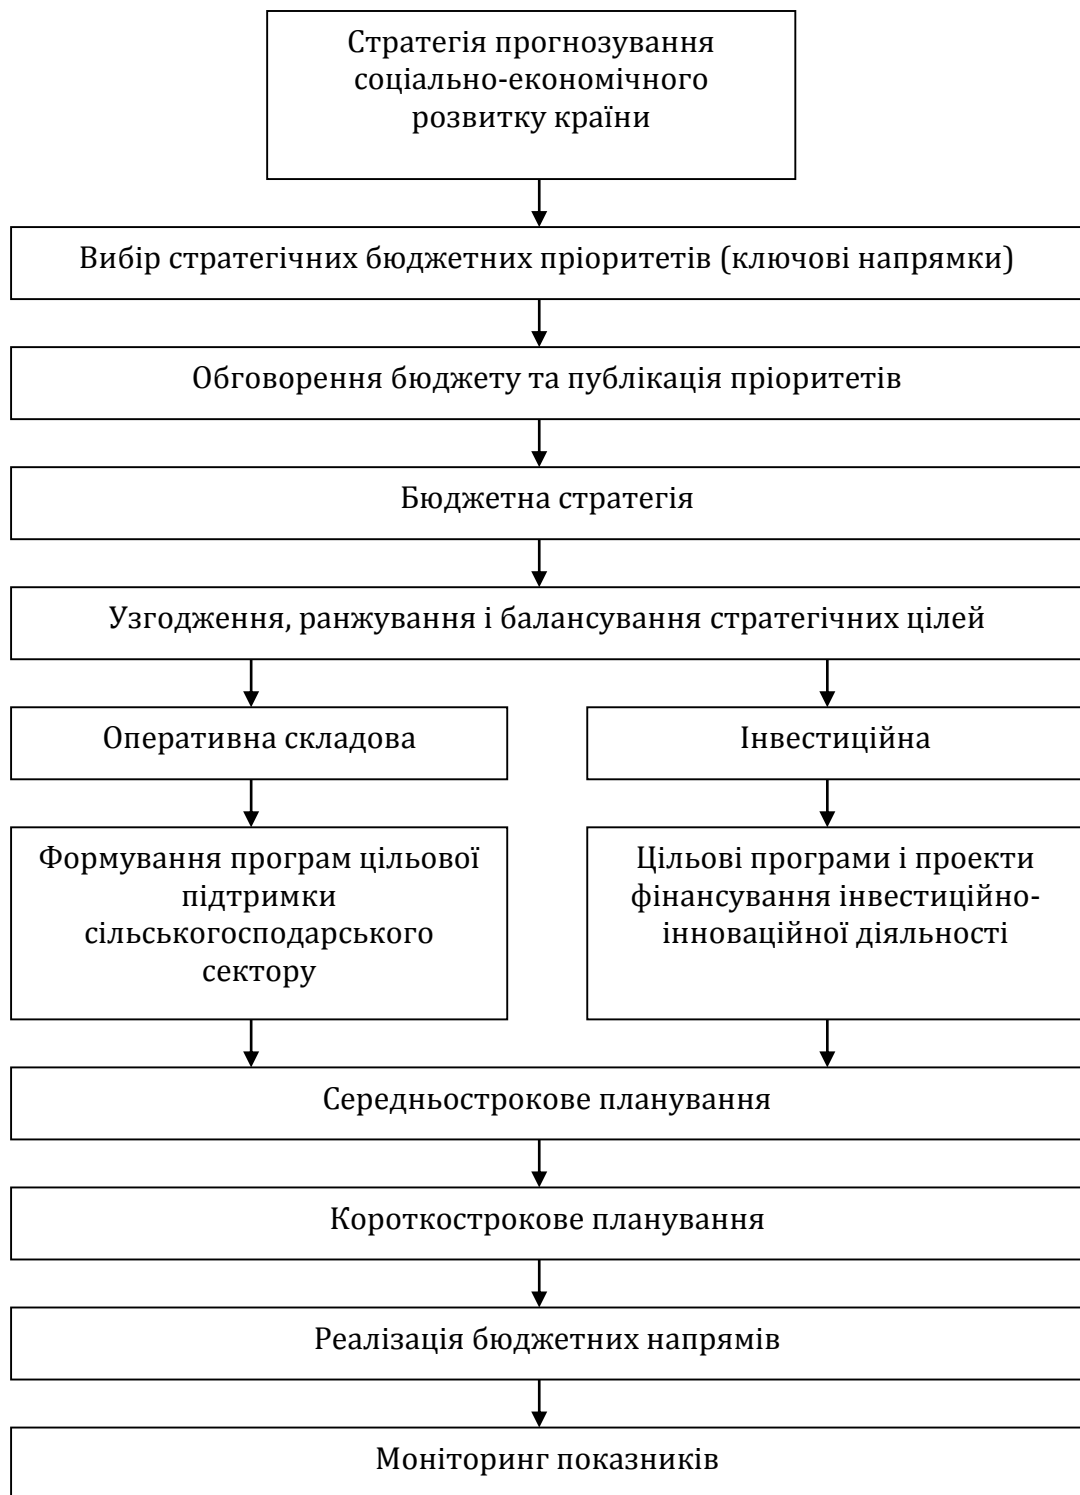 Стратегія прогнозування
соціально-економічного
розвитку країни
Вибір стратегічних бюджетних пріоритетів (ключові напрямки)
Обговорення бюджету та публікація пріоритетів
Бюджетна стратегія
Узгодження, ранжування і балансування стратегічних цілей
Оперативна складова
Інвестиційна
Формування програм цільової
підтримки
сільськогосподарського
сектору
Цільові програми і проекти
фінансування інвестиційно-
інноваційної діяльності
Середньострокове планування
Короткострокове планування
Реалізація бюджетних напрямів
Моніторинг показників